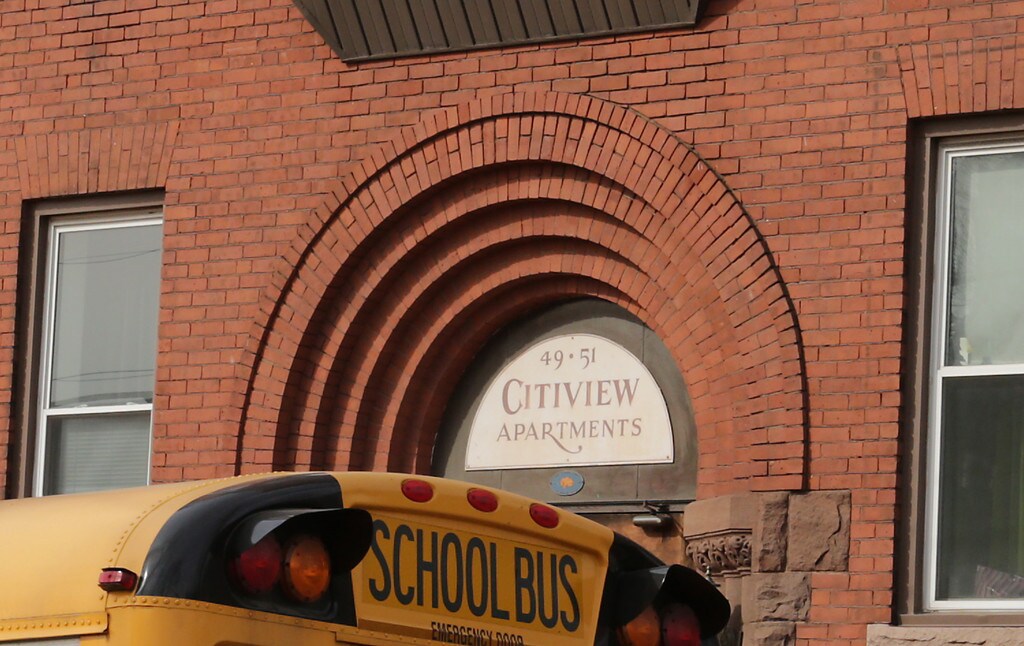 49·51
CITIVIEW
APARTMENTS
SCHOOL BUS
EMERGENCY DOOR